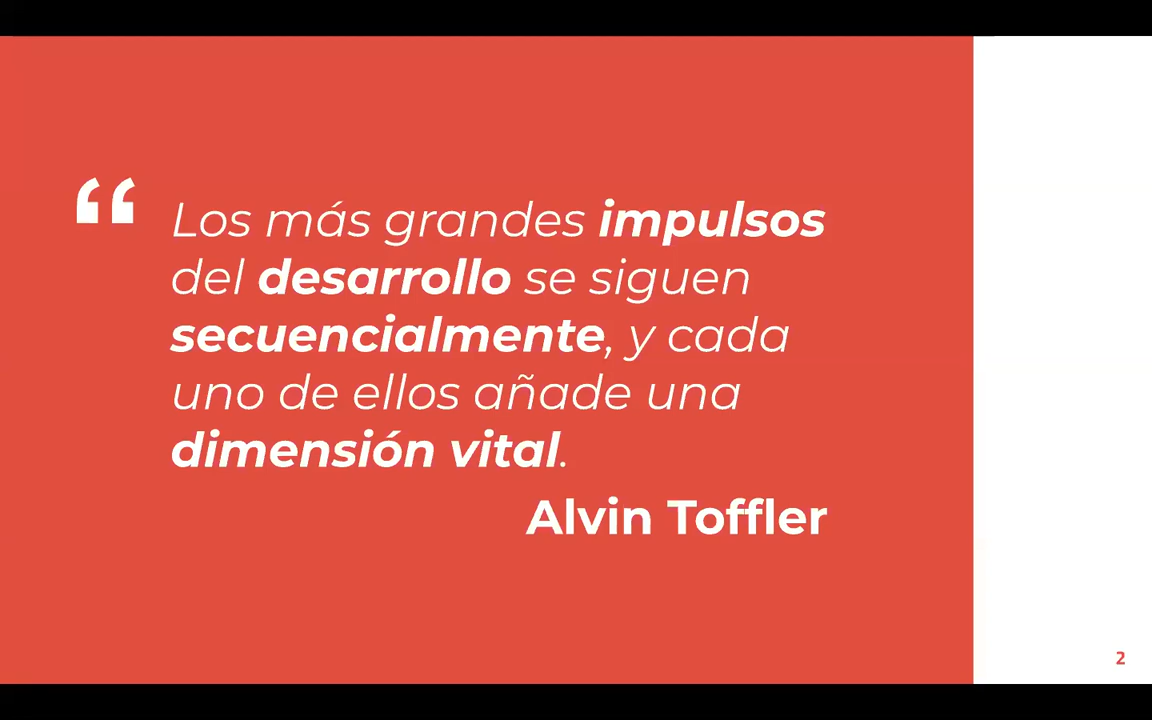 “
Los más grandes impulsos
del desarrollo se siguen
secuencialmente, y cada
uno de ellos añade una
dimensión vital.
Alvin Toffler
2